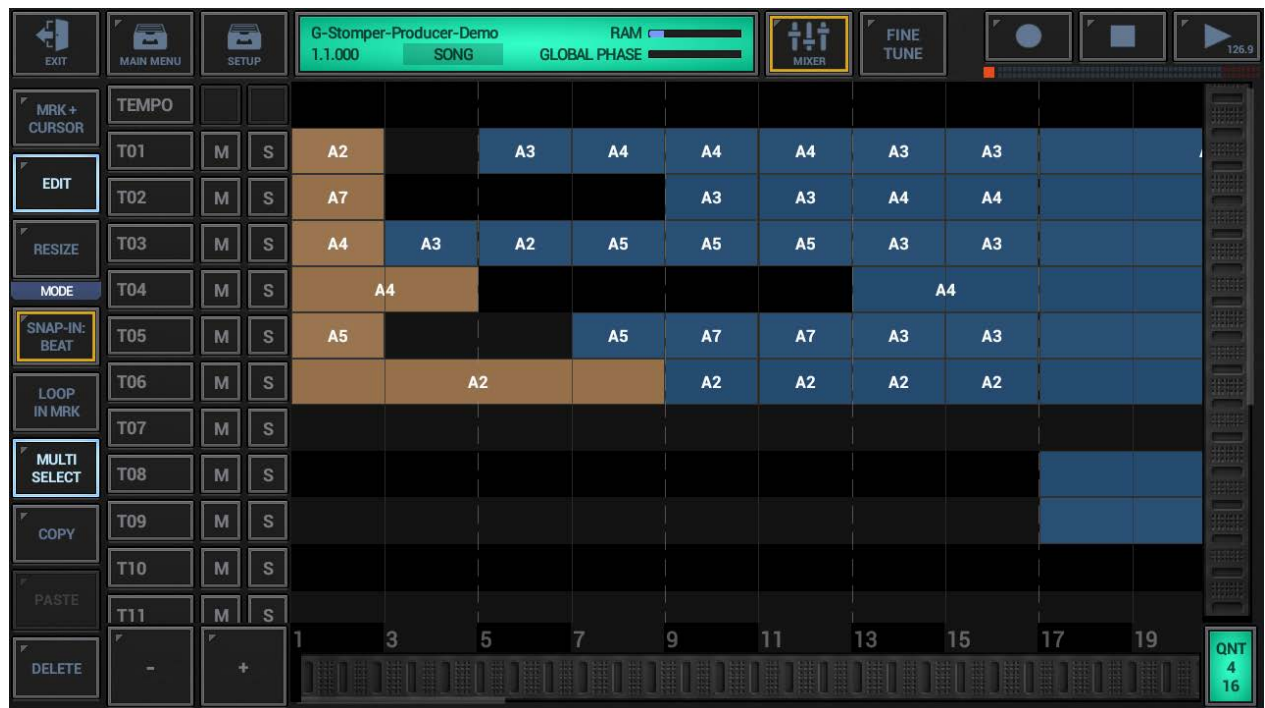 EXIT
MAIN MENU
SETUP
G-Stomper-Producer-Demo RAM
1.1.000 SONG GLOBAL PHASE
MIXER
FINE
TUNE
126.9
MRK +
CURSOR
EDIT
RESIZE
MODE
SNAP-IN:
BEAT
LOOP
IN MRK
MULTI
SELECT
COPY
PASTE
DELETE
TEMPO
T01 M S A2 A3 A4 A4 A4 A3 A3
T02 M S A7 A3 A3 A4 A4
T03 M S A4 A3 A2 A5 A5 A5 A3 A3
T04 M S A4 A4
T05 M S A5 A5 A7 A7 A3 A3
T06 M S A2 A2 A2 A2 A2
T07 M S
T08 M S
T09 M S
T10 M S
T11 M S
- +
1 3 5 7 9 11 13 15 17 19
QNT
4
16